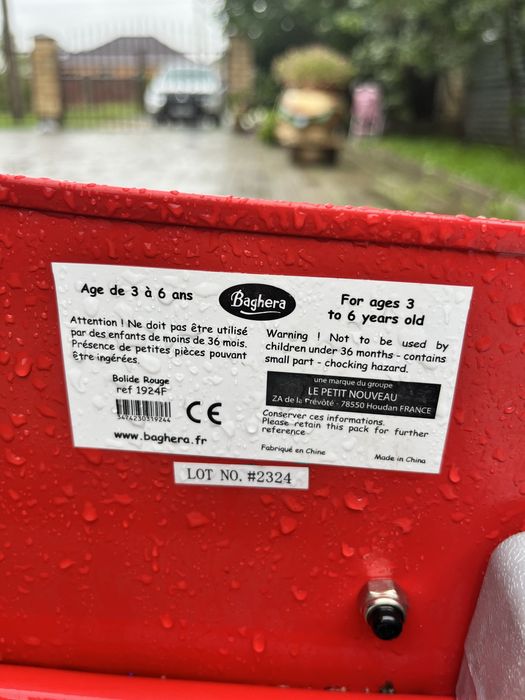 Age de 3 à 6 ans
Baghera
For ages 3
to 6 years old
Attention ! Ne doit pas être utilisé
par des enfants de moins de 36 mois.
Présence de petites pièces pouvant
être ingérées.
Warning ! Not to be used by
children under 36 months - contains
small part - chocking hazard.
Bolide Rouge
ref 1924F
3474230319244
CE
www.baghera.fr
une marque du groupe
LE PETIT NOUVEAU
ZA de la Prévôté - 78550 Houdan FRANCE
Conserver ces informations.
Please retain this pack for further
reference
Fabriqué en Chine
Made in China
LOT NO. #2324